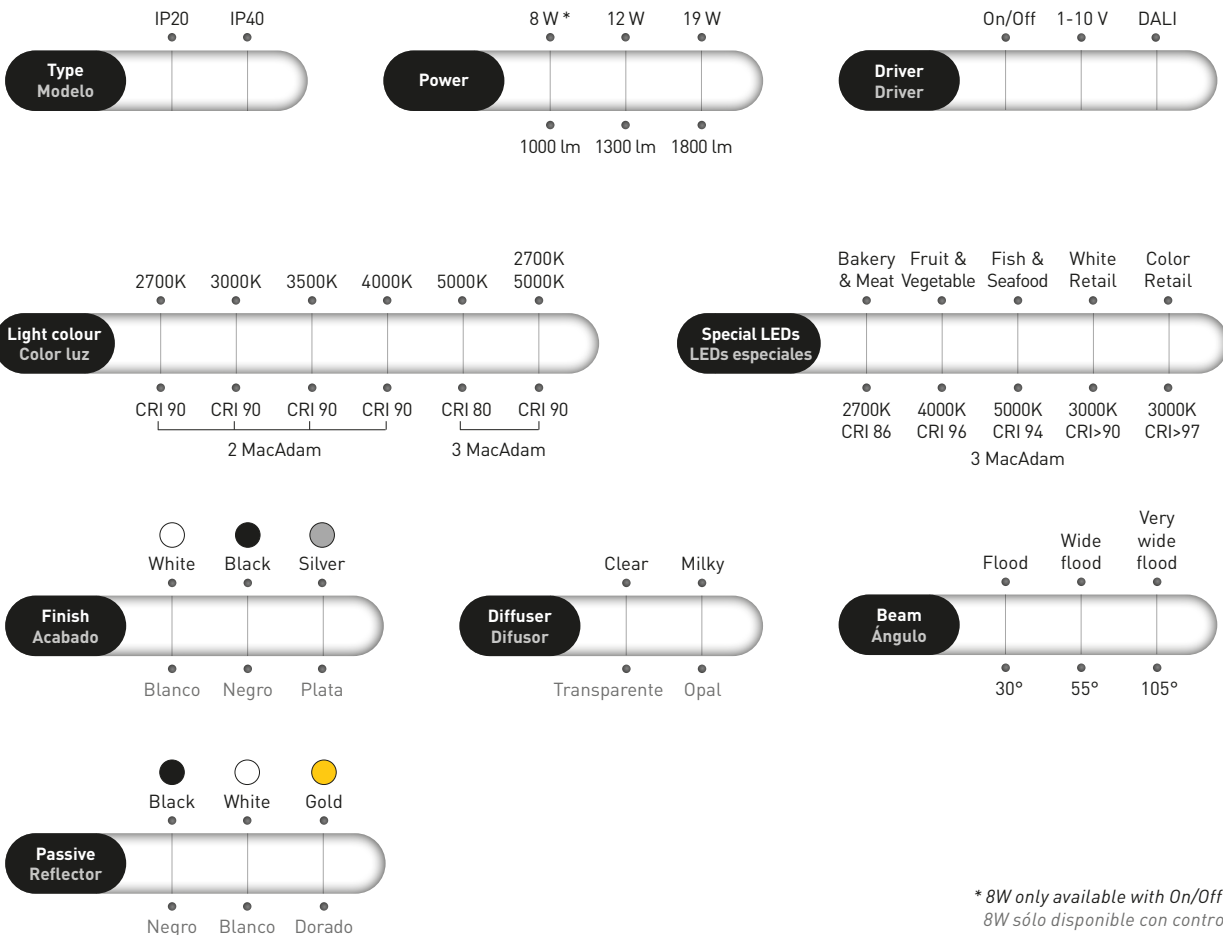 IP20 IP40
Type
Modelo
8 W * 12 W 19 W
Power
1000 lm 1300 lm 1800 lm
On/Off 1-10 V DALI
Driver
Driver
2700K 3000K 3500K 4000K 5000K 2700K
5000K
Light colour
Color luz
CRI 90 CRI 90 CRI 90 CRI 90 CRI 80 CRI 90
2 MacAdam 3 MacAdam
Bakery Fruit & Fish & White Color
& Meat Vegetable Seafood Retail Retail
Special LEDs
LEDs especiales
2700K 4000K 5000K 3000K 3000K
CRI 86 CRI 96 CRI 94 CRI>90 CRI>97
3 MacAdam
White Black Silver
Finish
Acabado
Blanco Negro Plata
Clear Milky
Diffuser
Difusor
Transparente Opal
Very
Wide wide
Flood flood flood
Beam
Ángulo
30° 55° 105°
Black White Gold
Passive
Reflector
Negro Blanco Dorado
* 8W only available with On/Off
8W sólo disponible con contro